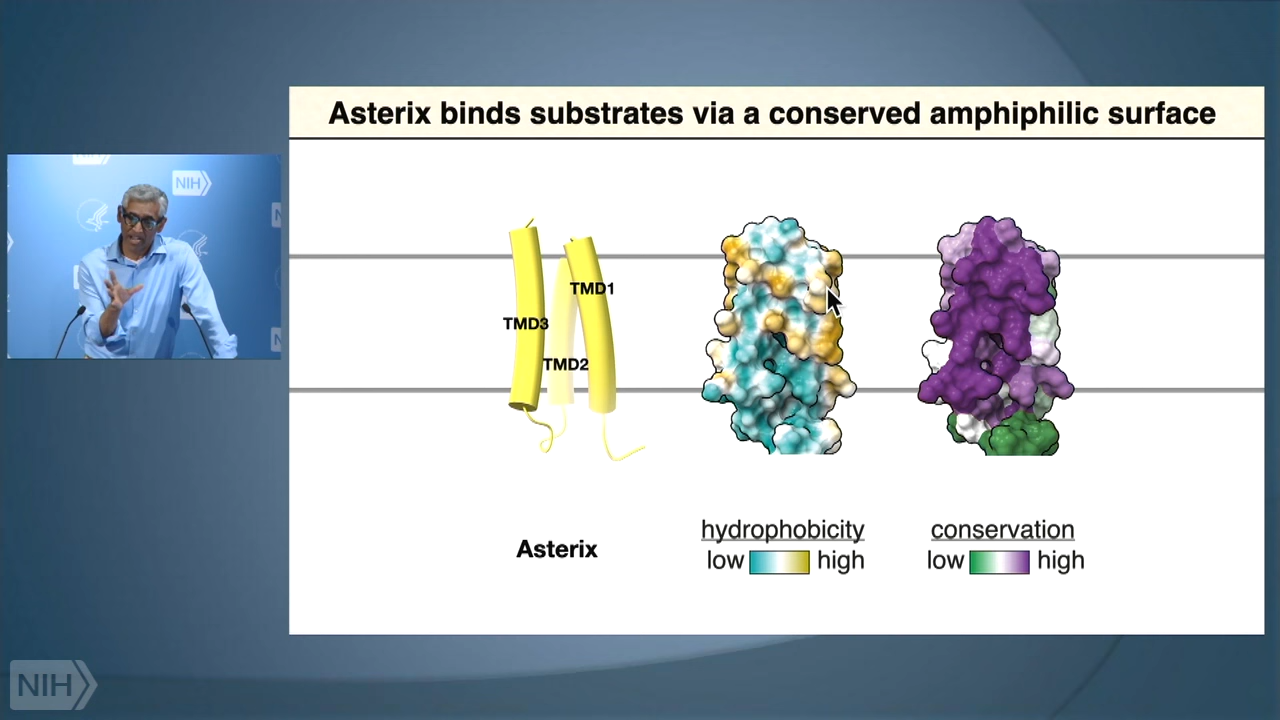 Asterix binds substrates via a conserved amphiphilic surface
NIH
TMD1
TMD3
TMD2
hydrophobicity
low high
conservation
low high
Asterix
NIH